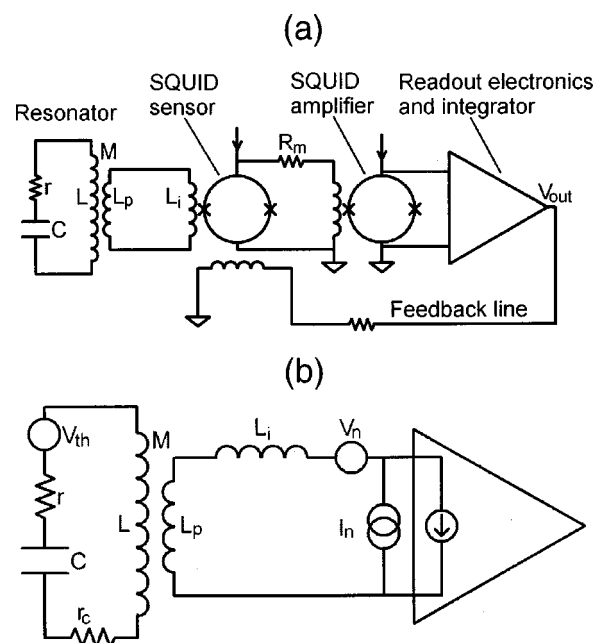 (a)
SQUID
sensor
SQUID
amplifier
Readout electronics
and integrator
Resonator
M
R_m
r
L
L_p
L_i
C
V_out
Feedback line
(b)
V_th
M
L_i
V_n
r
L
L_p
I_n
C
r_c